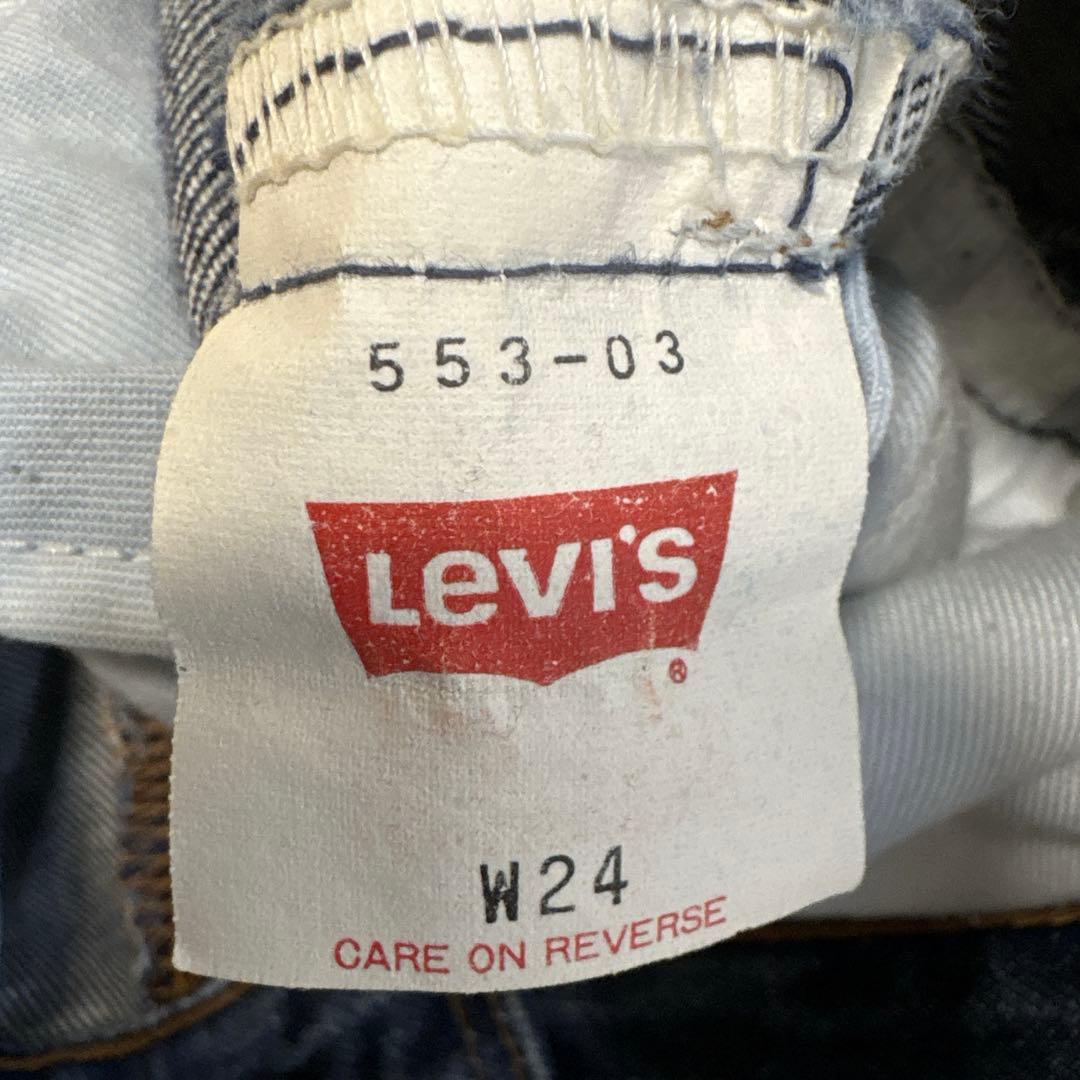 553-03
LEVI'S
®
W24
CARE ON REVERSE